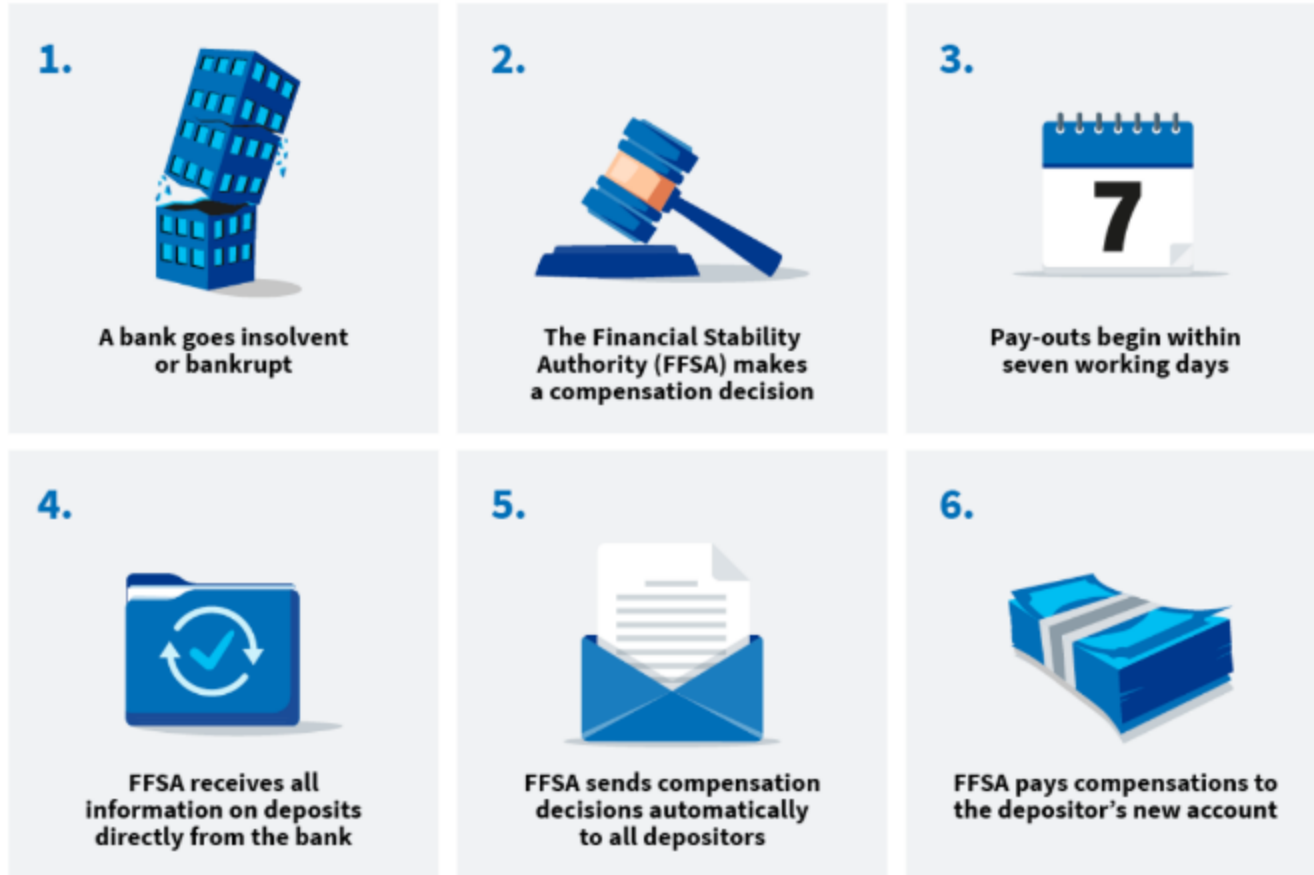 1.
A bank goes insolvent
or bankrupt
2.
The Financial Stability
Authority (FFSA) makes
a compensation decision
3.
7
Pay-outs begin within
seven working days
4.
FFSA receives all
information on deposits
directly from the bank
5.
FFSA sends compensation
decisions automatically
to all depositors
6.
FFSA pays compensations to
the depositor’s new account